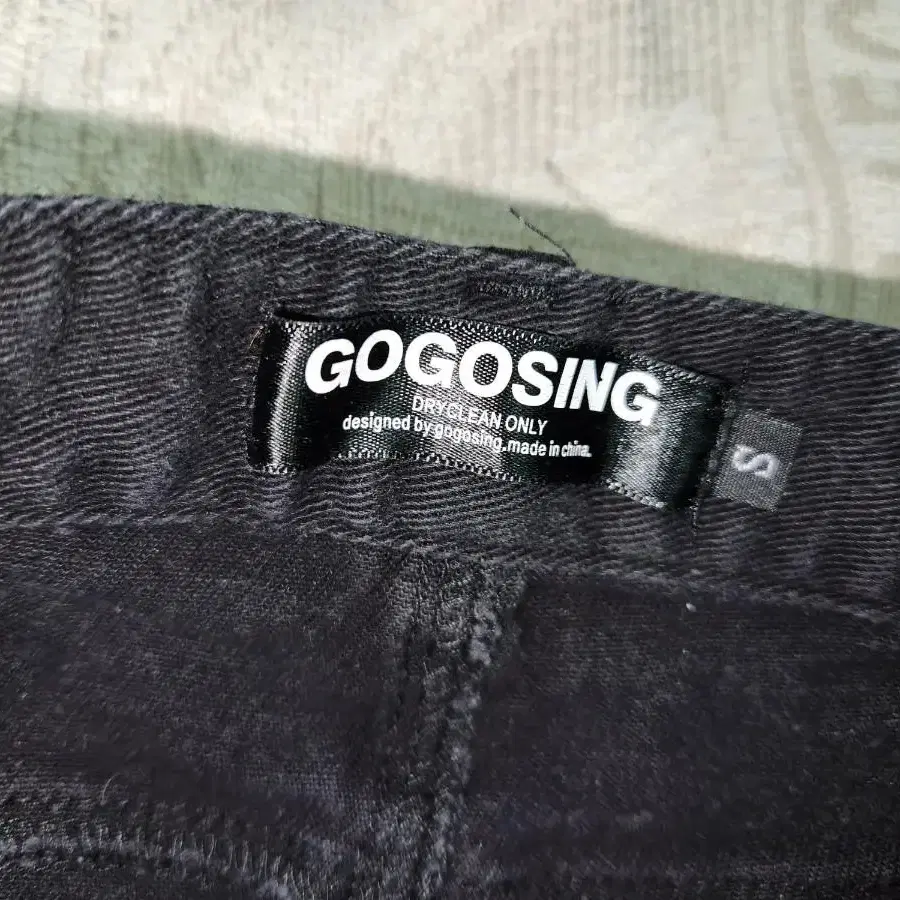 GOGOSING
DRYCLEAN ONLY
designed by gogosing.made in china.
S